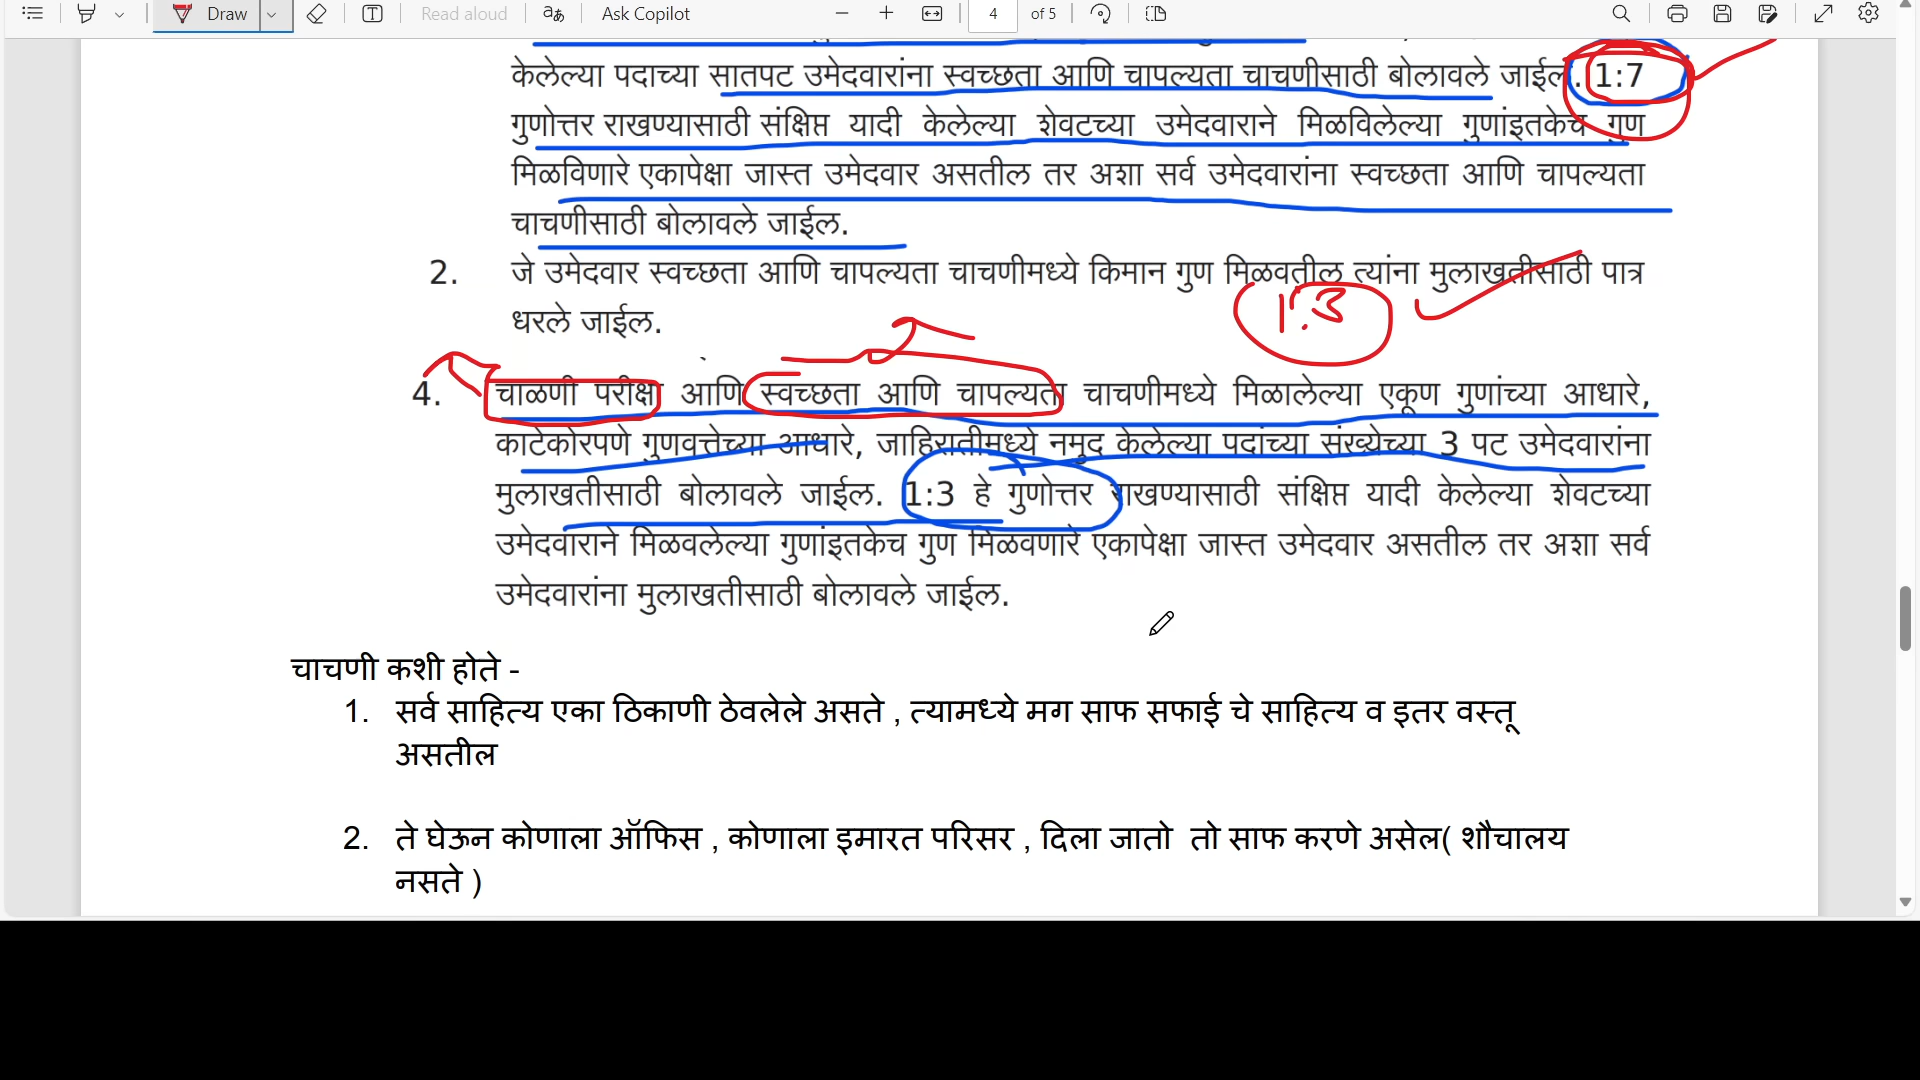 Draw Read aloud aあ Ask Copilot 4 of 5
केलेल्या पदाच्या सातपट उमेदवारांना स्वच्छता आणि चापल्यता चाचणीसाठी बोलावले जाईल. 1:7
गुणोत्तर राखण्यासाठी संक्षिप्त यादी केलेल्या शेवटच्या उमेदवाराने मिळविलेल्या गुणांइतकेच गुण
मिळविणारे एकापेक्षा जास्त उमेदवार असतील तर अशा सर्व उमेदवारांना स्वच्छता आणि चापल्यता
चाचणीसाठी बोलावले जाईल.
2. जे उमेदवार स्वच्छता आणि चापल्यता चाचणीमध्ये किमान गुण मिळवतील त्यांना मुलाखतीसाठी पात्र
धरले जाईल.
1:3
4. चाळणी परीक्षा आणि स्वच्छता आणि चापल्यता चाचणीमध्ये मिळालेल्या एकूण गुणांच्या आधारे,
काटेकोरपणे गुणवत्तेच्या आधारे, जाहिरातीमध्ये नमुद केलेल्या पदांच्या संख्येच्या 3 पट उमेदवारांना
मुलाखतीसाठी बोलावले जाईल. 1:3 हे गुणोत्तर राखण्यासाठी संक्षिप्त यादी केलेल्या शेवटच्या
उमेदवाराने मिळवलेल्या गुणांइतकेच गुण मिळवणारे एकापेक्षा जास्त उमेदवार असतील तर अशा सर्व
उमेदवारांना मुलाखतीसाठी बोलावले जाईल.
चाचणी कशी होते -
1. सर्व साहित्य एका ठिकाणी ठेवलेले असते , त्यामध्ये मग साफ सफाई चे साहित्य व इतर वस्तू
असतील
2. ते घेऊन कोणाला ऑफिस , कोणाला इमारत परिसर , दिला जातो तो साफ करणे असेल( शौचालय
नसते )